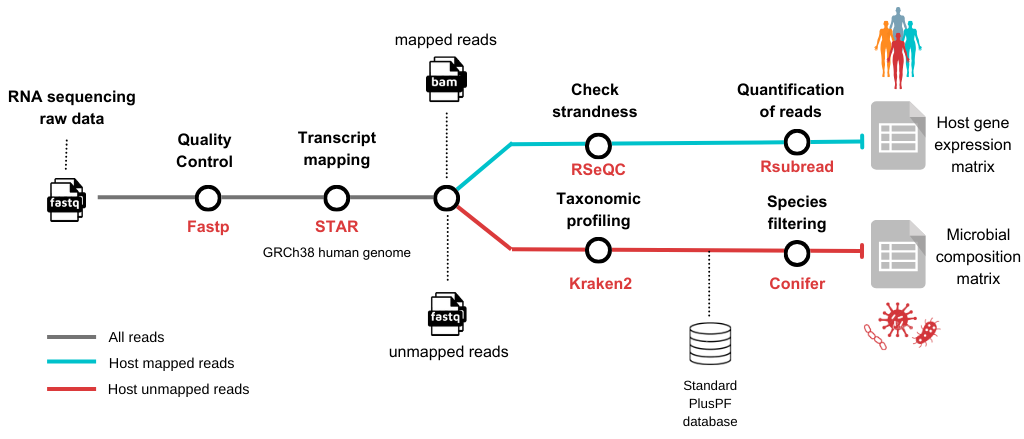 RNA sequencing
raw data
fastq
Quality
Control
Fastp
Transcript
mapping
STAR
GRCh38 human genome
mapped reads
bam
fastq
unmapped reads
Check
strandness
RSeQC
Quantification
of reads
Rsubread
Host gene
expression
matrix
Taxonomic
profiling
Kraken2
Species
filtering
Conifer
Microbial
composition
matrix
Standard
PlusPF
database
All reads
Host mapped reads
Host unmapped reads